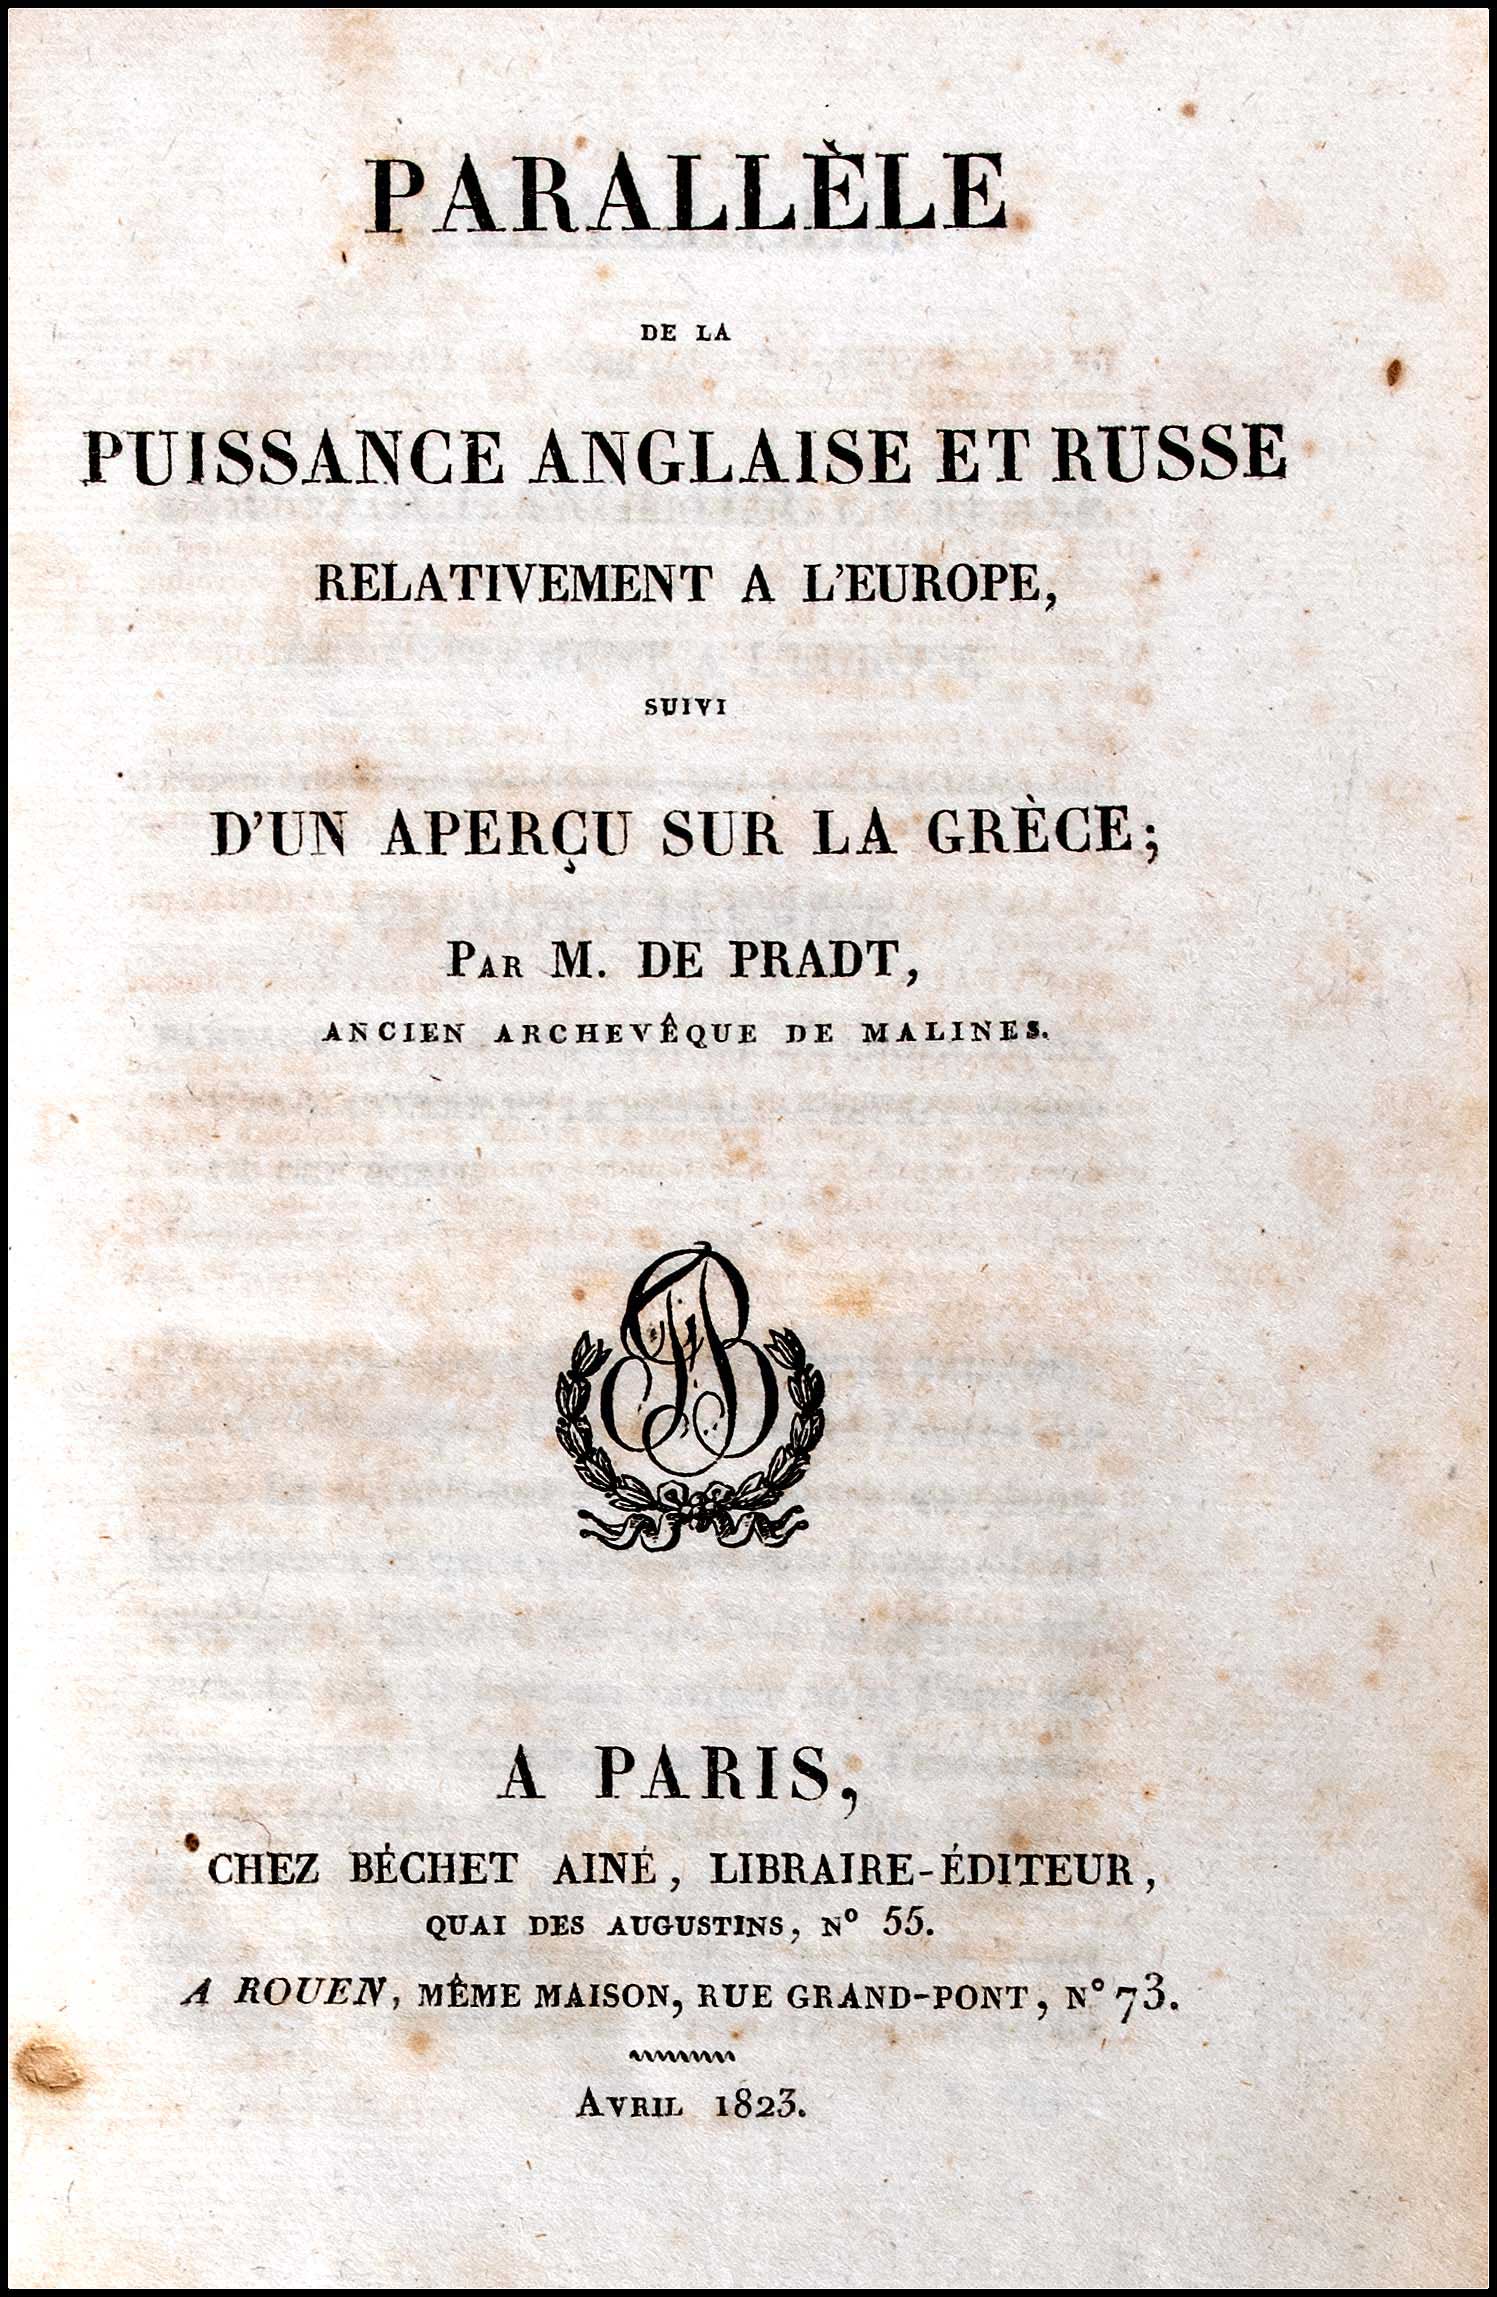 PARALLÈLE
DE LA
PUISSANCE ANGLAISE ET RUSSE
RELATIVEMENT A L'EUROPE,
SUIVI
D'UN APERÇU SUR LA GRÈCE;
PAR M. DE PRADT,
ANCIEN ARCHEVÊQUE DE MALINES.
A PARIS,
CHEZ BÉCHET AINÉ, LIBRAIRE-ÉDITEUR,
QUAI DES AUGUSTINS, Nº 55.
A ROUEN, MÊME MAISON, RUE GRAND-PONT, Nº 73.
AVRIL 1823.